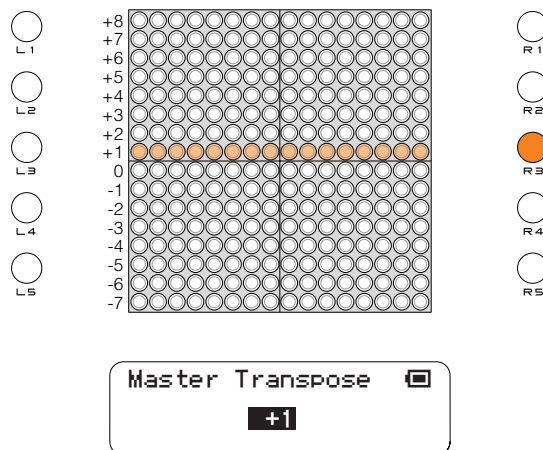 +8
L1 R1
+7
+6
+5
L2 R2
+4
+3
+2
+1
L3 R3
0
-1
-2
L4 R4
-3
-4
-5
L5 R5
-6
-7
Master Transpose
+1